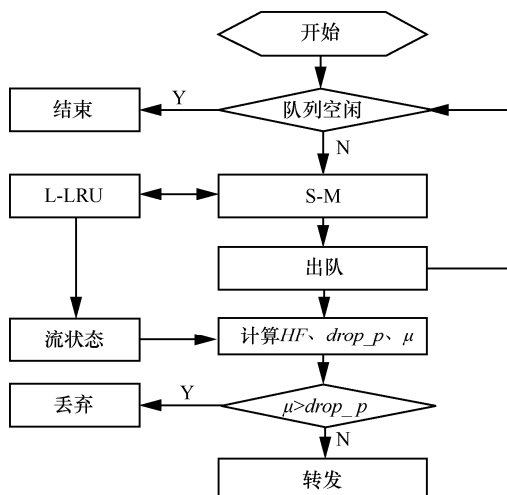 开始
队列空闲
Y
结束
N
L-LRU
S-M
出队
流状态
计算HF、drop_p、μ
Y
丢弃
μ>drop_ p
N
转发